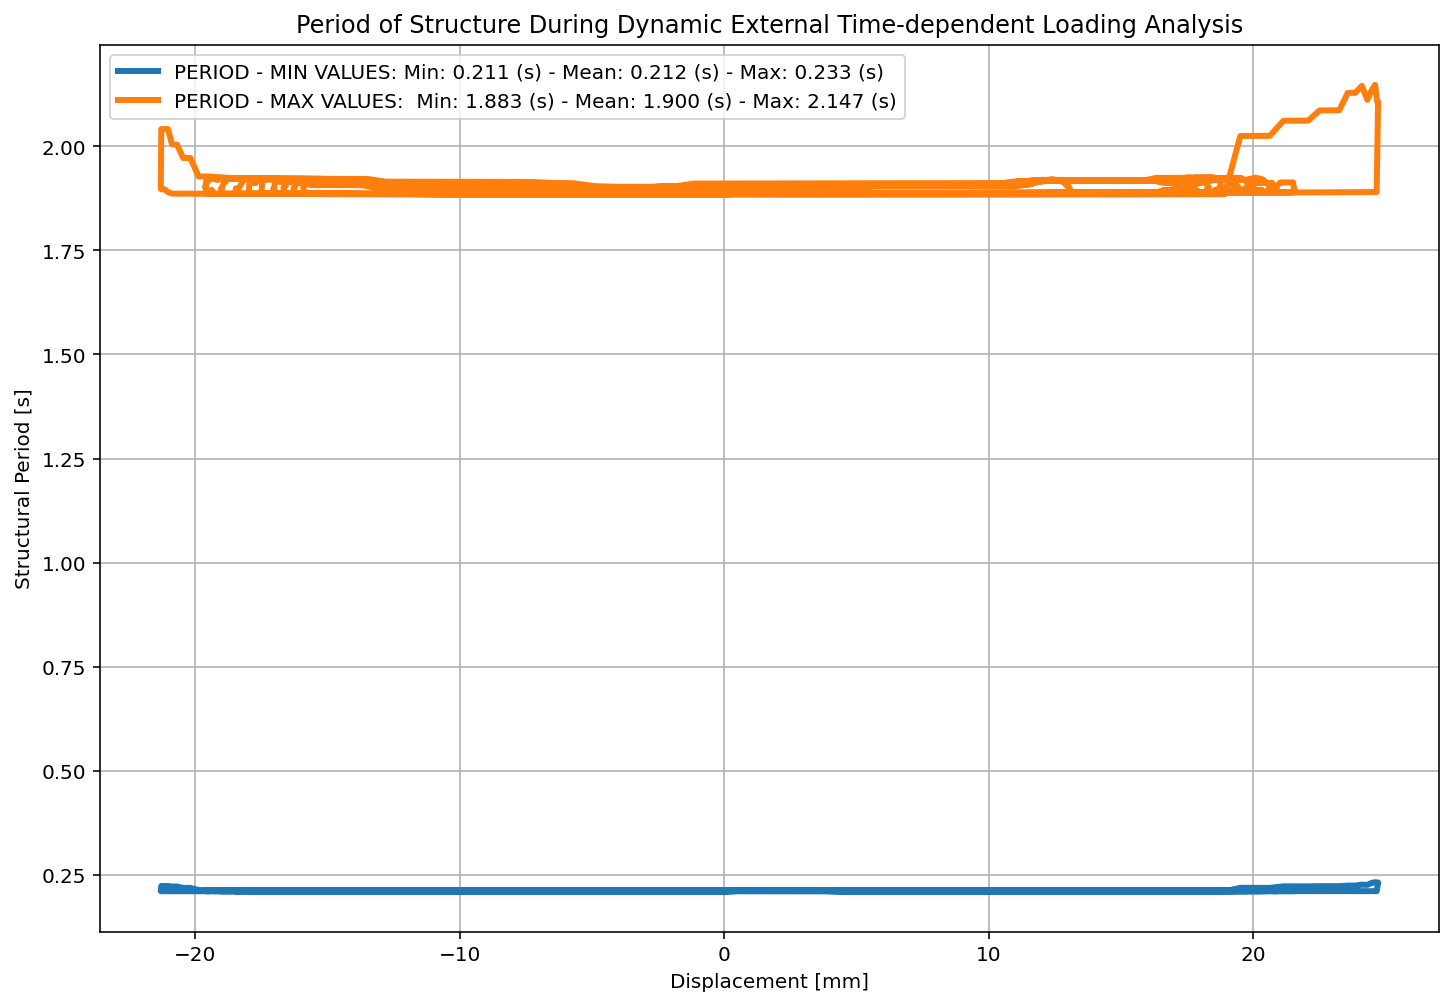 Period of Structure During Dynamic External Time-dependent Loading Analysis
PERIOD - MIN VALUES: Min: 0.211 (s) - Mean: 0.212 (s) - Max: 0.233 (s)
PERIOD - MAX VALUES:  Min: 1.883 (s) - Mean: 1.900 (s) - Max: 2.147 (s)
Structural Period [s]
2.00
1.75
1.50
1.25
1.00
0.75
0.50
0.25
−20 −10 0 10 20
Displacement [mm]